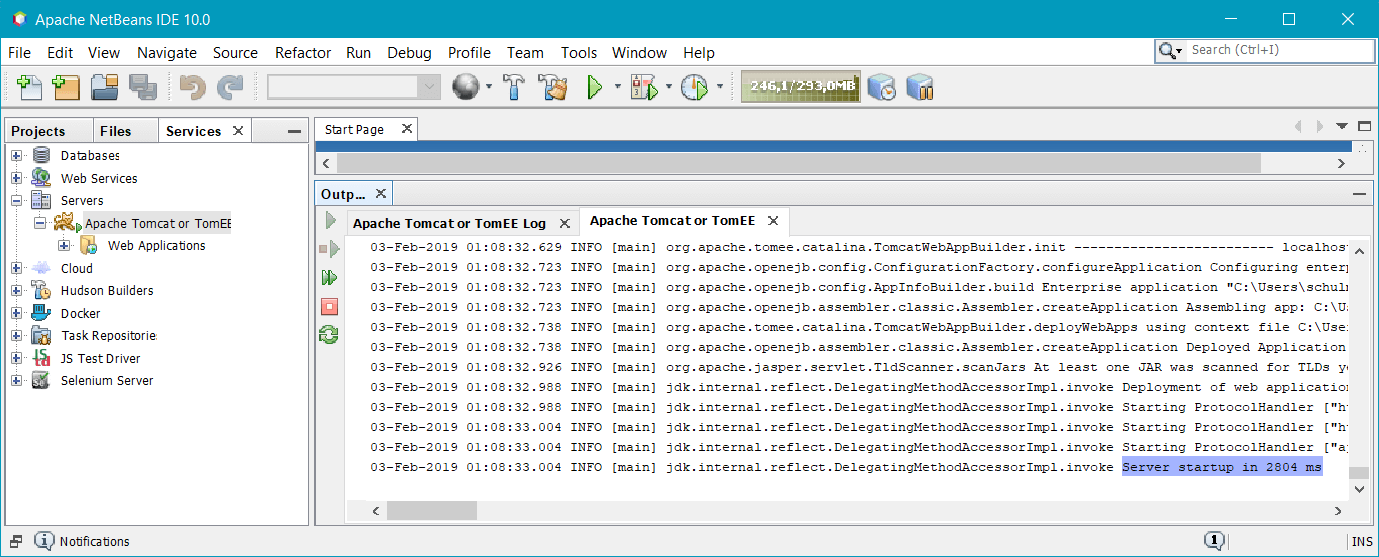 Apache NetBeans IDE 10.0
File Edit View Navigate Source Refactor Run Debug Profile Team Tools Window Help
Search (Ctrl+I)
246,1/293,0MB
Projects Files Services
Databases
Web Services
Servers
Apache Tomcat or TomEE
Web Applications
Cloud
Hudson Builders
Docker
Task Repositorie
JS Test Driver
Selenium Server
Start Page
Outp...
Apache Tomcat or TomEE Log Apache Tomcat or TomEE
03-Feb-2019 01:08:32.629 INFO [main] org.apache.tomee.catalina.TomcatWebAppBuilder.init ------------------------- localhost
03-Feb-2019 01:08:32.723 INFO [main] org.apache.openejb.config.ConfigurationFactory.configureApplication Configuring enterp
03-Feb-2019 01:08:32.723 INFO [main] org.apache.openejb.config.AppInfoBuilder.build Enterprise application "C:\Users\schulr
03-Feb-2019 01:08:32.723 INFO [main] org.apache.openejb.assembler.classic.Assembler.createApplication Assembling app: C:\Us
03-Feb-2019 01:08:32.738 INFO [main] org.apache.tomee.catalina.TomcatWebAppBuilder.deployWebApps using context file C:\User
03-Feb-2019 01:08:32.738 INFO [main] org.apache.openejb.assembler.classic.Assembler.createApplication Deployed Application
03-Feb-2019 01:08:32.926 INFO [main] org.apache.jasper.servlet.TldScanner.scanJars At least one JAR was scanned for TLDs ye
03-Feb-2019 01:08:32.988 INFO [main] jdk.internal.reflect.DelegatingMethodAccessorImpl.invoke Deployment of web application
03-Feb-2019 01:08:32.988 INFO [main] jdk.internal.reflect.DelegatingMethodAccessorImpl.invoke Starting ProtocolHandler ["ht
03-Feb-2019 01:08:33.004 INFO [main] jdk.internal.reflect.DelegatingMethodAccessorImpl.invoke Starting ProtocolHandler ["ht
03-Feb-2019 01:08:33.004 INFO [main] jdk.internal.reflect.DelegatingMethodAccessorImpl.invoke Starting ProtocolHandler ["aj
03-Feb-2019 01:08:33.004 INFO [main] jdk.internal.reflect.DelegatingMethodAccessorImpl.invoke Server startup in 2804 ms
Notifications
1
INS